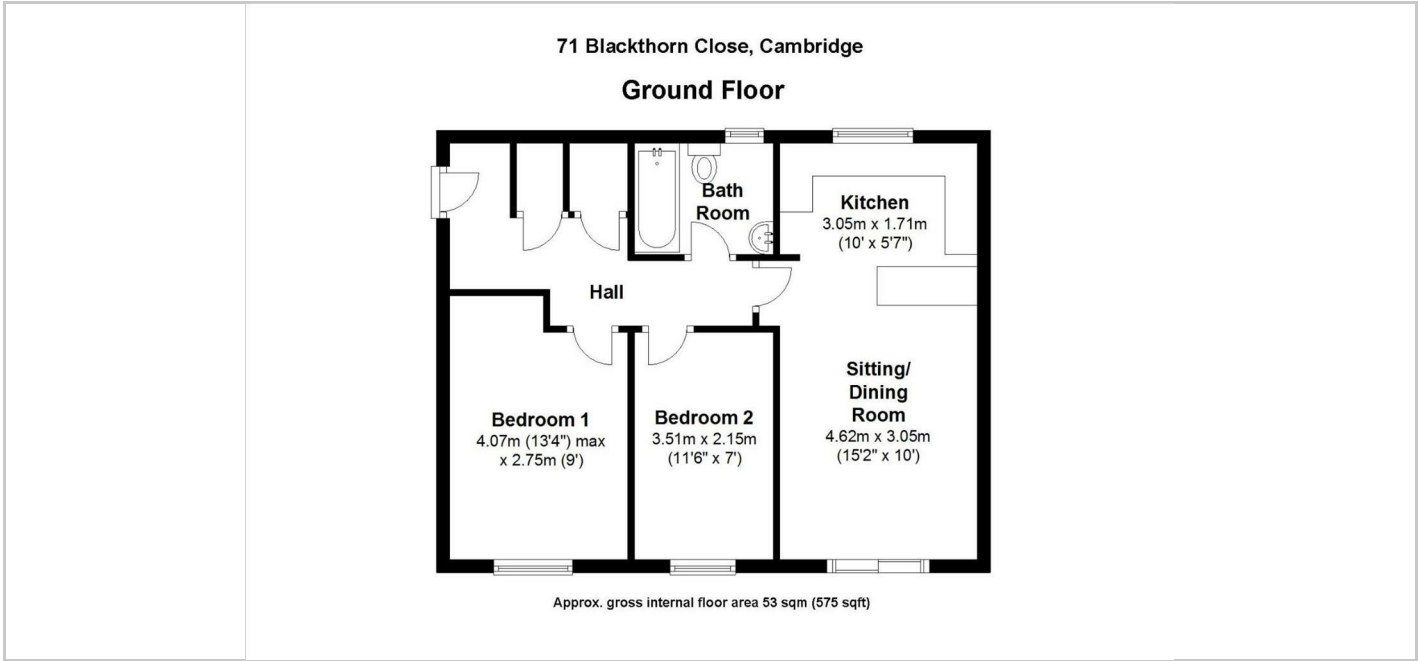 71 Blackthorn Close, Cambridge
Ground Floor
Bath
Room
Kitchen
3.05m x 1.71m
(10' x 5'7")
Hall
Sitting/
Dining
Room
4.62m x 3.05m
(15'2" x 10')
Bedroom 1
4.07m (13'4") max
x 2.75m (9')
Bedroom 2
3.51m x 2.15m
(11'6" x 7')
Approx. gross internal floor area 53 sqm (575 sqft)